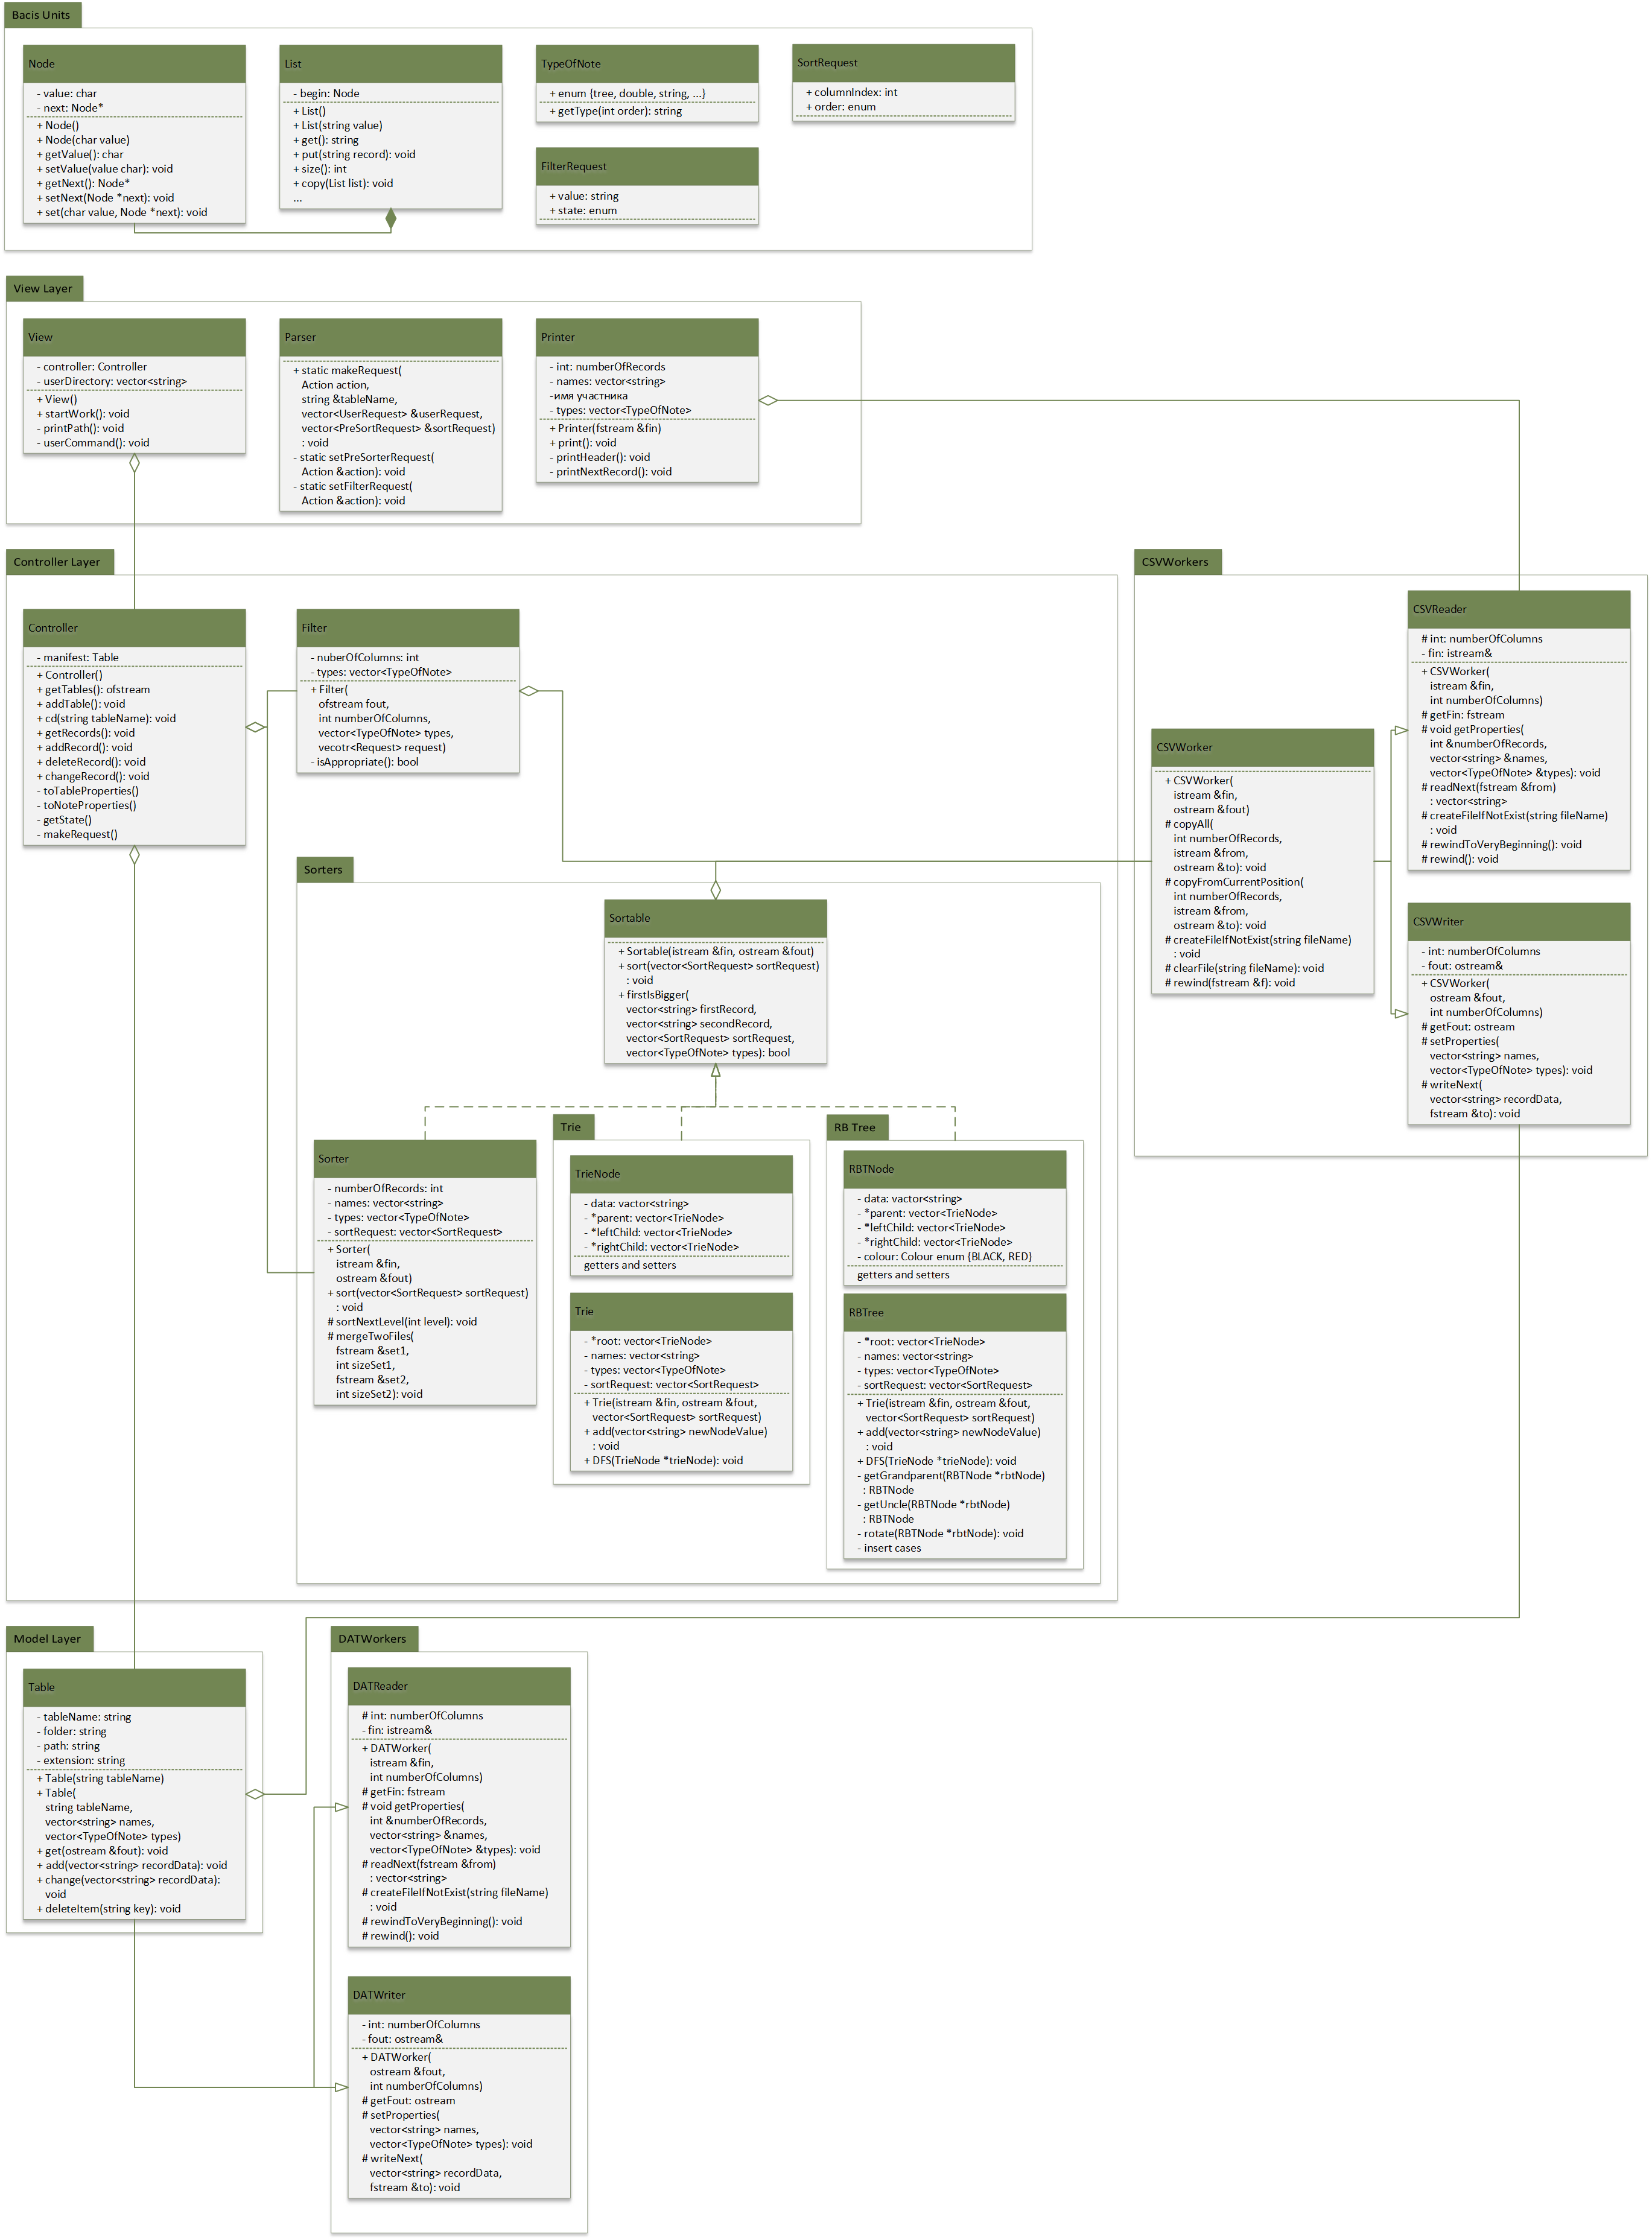 Bacis Units
Node
- value: char
- next: Node*
+ Node()
+ Node(char value)
+ getValue(): char
+ setValue(value char): void
+ getNext(): Node*
+ setNext(Node *next): void
+ set(char value, Node *next): void
List
- begin: Node
+ List()
+ List(string value)
+ get(): string
+ put(string record): void
+ size(): int
+ copy(List list): void
...
TypeOfNote
+ enum {tree, double, string, ...}
+ getType(int order): string
FilterRequest
+ value: string
+ state: enum
SortRequest
+ columnIndex: int
+ order: enum
View Layer
View
- controller: Controller
- userDirectory: vector<string>
+ View()
+ startWork(): void
- printPath(): void
- userCommand(): void
Parser
+ static makeRequest(
Action action,
string &tableName,
vector<UserRequest> &userRequest,
vector<PreSortRequest> &sortRequest)
: void
- static setPreSorterRequest(
Action &action): void
- static setFilterRequest(
Action &action): void
Printer
- int: numberOfRecords
- names: vector<string>
-имя участника
- types: vector<TypeOfNote>
+ Printer(fstream &fin)
+ print(): void
- printHeader(): void
- printNextRecord(): void
Controller Layer
Controller
- manifest: Table
+ Controller()
+ getTables(): ofstream
+ addTable(): void
+ cd(string tableName): void
+ getRecords(): void
+ addRecord(): void
+ deleteRecord(): void
+ changeRecord(): void
- toTableProperties()
- toNoteProperties()
- getState()
- makeRequest()
Filter
- nuberOfColumns: int
- types: vector<TypeOfNote>
+ Filter(
ofstream fout,
int numberOfColumns,
vector<TypeOfNote> types,
vecotr<Request> request)
- isAppropriate(): bool
Sorters
Sortable
+ Sortable(istream &fin, ostream &fout)
+ sort(vector<SortRequest> sortRequest)
: void
+ firstIsBigger(
vector<string> firstRecord,
vector<string> secondRecord,
vector<SortRequest> sortRequest,
vector<TypeOfNote> types): bool
Sorter
- numberOfRecords: int
- names: vector<string>
- types: vector<TypeOfNote>
- sortRequest: vector<SortRequest>
+ Sorter(
istream &fin,
ostream &fout)
+ sort(vector<SortRequest> sortRequest)
: void
# sortNextLevel(int level): void
# mergeTwoFiles(
fstream &set1,
int sizeSet1,
fstream &set2,
int sizeSet2): void
Trie
TrieNode
- data: vactor<string>
- *parent: vector<TrieNode>
- *leftChild: vector<TrieNode>
- *rightChild: vector<TrieNode>
getters and setters
Trie
- *root: vector<TrieNode>
- names: vector<string>
- types: vector<TypeOfNote>
- sortRequest: vector<SortRequest>
+ Trie(istream &fin, ostream &fout,
vector<SortRequest> sortRequest)
+ add(vector<string> newNodeValue)
: void
+ DFS(TrieNode *trieNode): void
RB Tree
RBTNode
- data: vactor<string>
- *parent: vector<TrieNode>
- *leftChild: vector<TrieNode>
- *rightChild: vector<TrieNode>
- colour: Colour enum {BLACK, RED}
getters and setters
RBTree
- *root: vector<TrieNode>
- names: vector<string>
- types: vector<TypeOfNote>
- sortRequest: vector<SortRequest>
+ Trie(istream &fin, ostream &fout,
vector<SortRequest> sortRequest)
+ add(vector<string> newNodeValue)
: void
+ DFS(TrieNode *trieNode): void
- getGrandparent(RBTNode *rbtNode)
: RBTNode
- getUncle(RBTNode *rbtNode)
: RBTNode
- rotate(RBTNode *rbtNode): void
- insert cases
CSVWorkers
CSVWorker
+ CSVWorker(
istream &fin,
ostream &fout)
# copyAll(
int numberOfRecords,
istream &from,
ostream &to): void
# copyFromCurrentPosition(
int numberOfRecords,
istream &from,
ostream &to): void
# createFileIfNotExist(string fileName)
: void
# clearFile(string fileName): void
# rewind(fstream &f): void
CSVReader
# int: numberOfColumns
- fin: istream&
+ CSVWorker(
istream &fin,
int numberOfColumns)
# getFin: fstream
# void getProperties(
int &numberOfRecords,
vector<string> &names,
vector<TypeOfNote> &types): void
# readNext(fstream &from)
: vector<string>
# createFileIfNotExist(string fileName)
: void
# rewindToVeryBeginning(): void
# rewind(): void
CSVWriter
- int: numberOfColumns
- fout: ostream&
+ CSVWorker(
ostream &fout,
int numberOfColumns)
# getFout: ostream
# setProperties(
vector<string> names,
vector<TypeOfNote> types): void
# writeNext(
vector<string> recordData,
fstream &to): void
Model Layer
Table
- tableName: string
- folder: string
- path: string
- extension: string
+ Table(string tableName)
+ Table(
string tableName,
vector<string> names,
vector<TypeOfNote> types)
+ get(ostream &fout): void
+ add(vector<string> recordData): void
+ change(vector<string> recordData):
void
+ deleteItem(string key): void
DATWorkers
DATReader
# int: numberOfColumns
- fin: istream&
+ DATWorker(
istream &fin,
int numberOfColumns)
# getFin: fstream
# void getProperties(
int &numberOfRecords,
vector<string> &names,
vector<TypeOfNote> &types): void
# readNext(fstream &from)
: vector<string>
# createFileIfNotExist(string fileName)
: void
# rewindToVeryBeginning(): void
# rewind(): void
DATWriter
- int: numberOfColumns
- fout: ostream&
+ DATWorker(
ostream &fout,
int numberOfColumns)
# getFout: ostream
# setProperties(
vector<string> names,
vector<TypeOfNote> types): void
# writeNext(
vector<string> recordData,
fstream &to): void